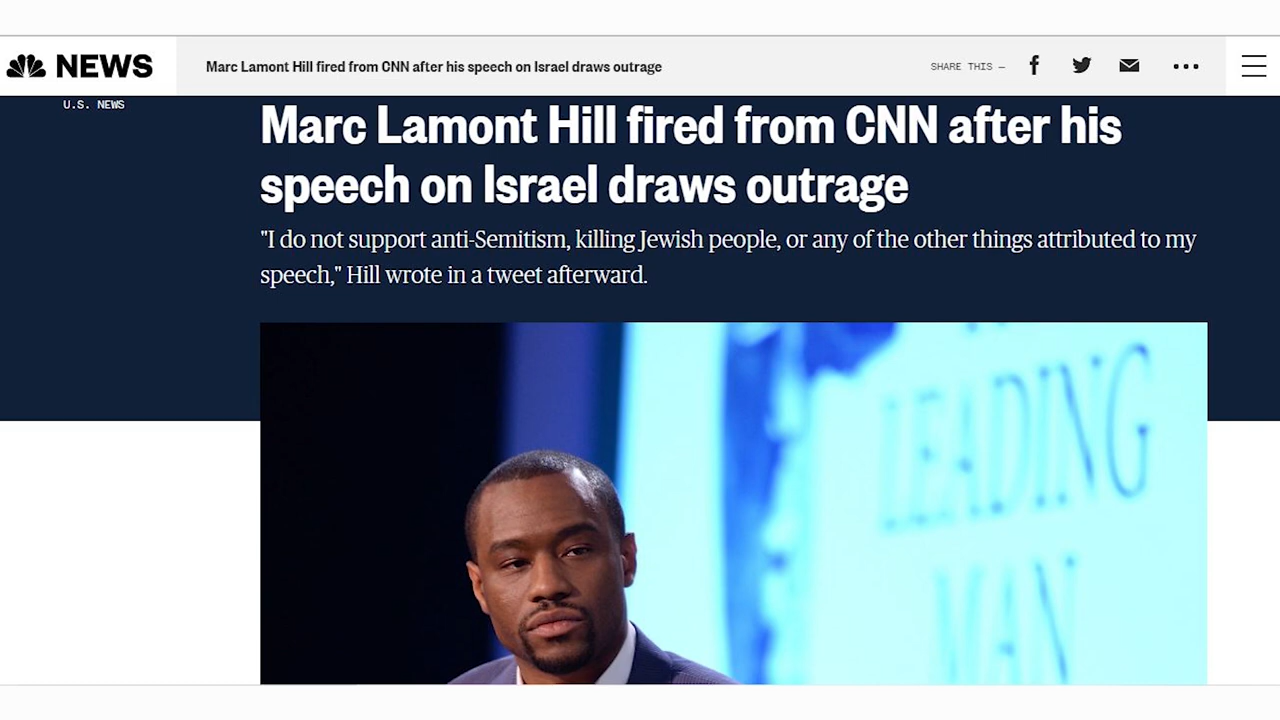 NEWS
Marc Lamont Hill fired from CNN after his speech on Israel draws outrage
SHARE THIS —
U.S. NEWS
Marc Lamont Hill fired from CNN after his
speech on Israel draws outrage
"I do not support anti-Semitism, killing Jewish people, or any of the other things attributed to my
speech," Hill wrote in a tweet afterward.
LEADING
MAN